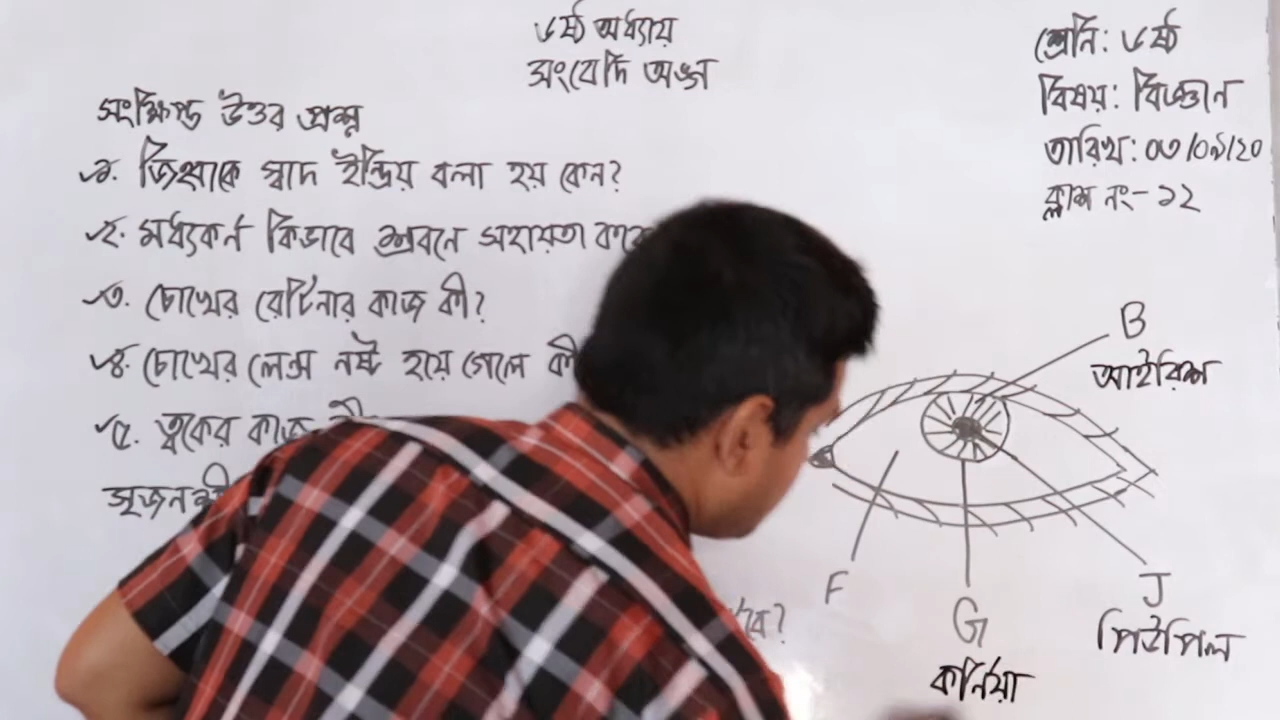 ৬ষ্ঠ অধ্যায়
সংবেদি অঙ্গ
শ্রেনি: ৬ষ্ঠ
বিষয়: বিজ্ঞান
তারিখ: ০৩/০৯/২০
ক্লাশ নং- ১২
সংক্ষিপ্ত উত্তর প্রশ্ন
১. জিহ্বাকে স্বাদ ইন্দ্রিয় বলা হয় কেন?
২. মধ্যকর্ন কিভাবে শ্রবনে সহায়তা
৩. চোখের রেটিনার কাজ কী?
৪. চোখের লেন্স নষ্ট হয়ে গেলে
৫. ত্বকের কাজ
B
আইরিশ
F
G
কর্নিয়া
J
পিউপিল